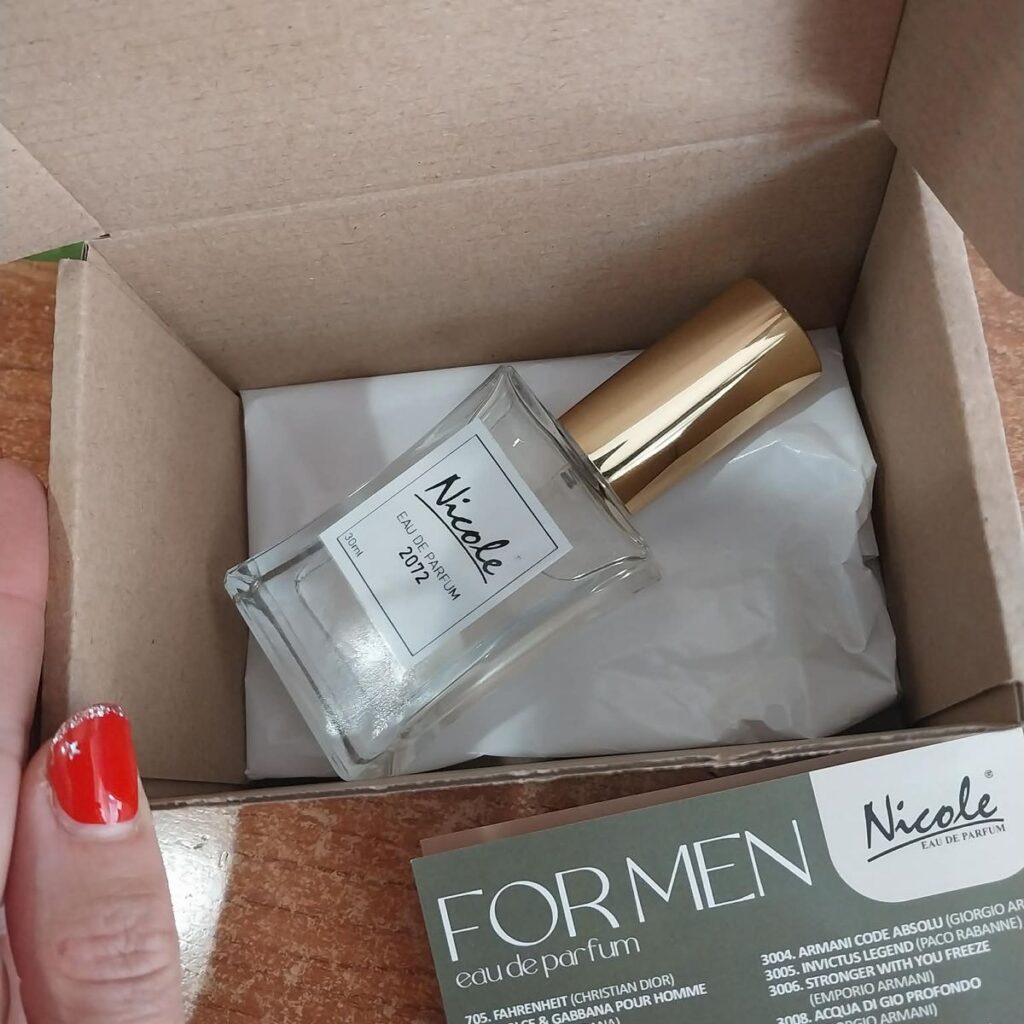 Nicole
EAU DE PARFUM
2072
30ml
Nicole®
EAU DE PARFUM
FOR MEN
eau de parfum
705. FAHRENHEIT (CHRISTIAN DIOR)
& GABBANA POUR HOMME
3004. ARMANI CODE ABSOLU (GIORGIO AR
3005. INVICTUS LEGEND (PACO RABANNE)
3006. STRONGER WITH YOU FREEZE
(EMPORIO ARMANI)
3008. ACQUA DI GIO PROFONDO
ARMANI)